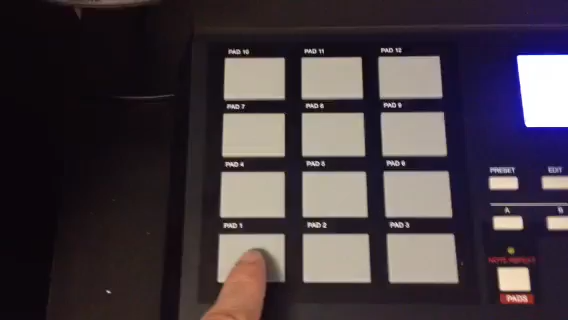 PAD 10 PAD 11 PAD 12
PAD 7 PAD 8 PAD 9
PAD 4 PAD 5 PAD 6
PRESET EDIT
A B
PAD 1 PAD 2 PAD 3
NOTE REPEAT
PADS